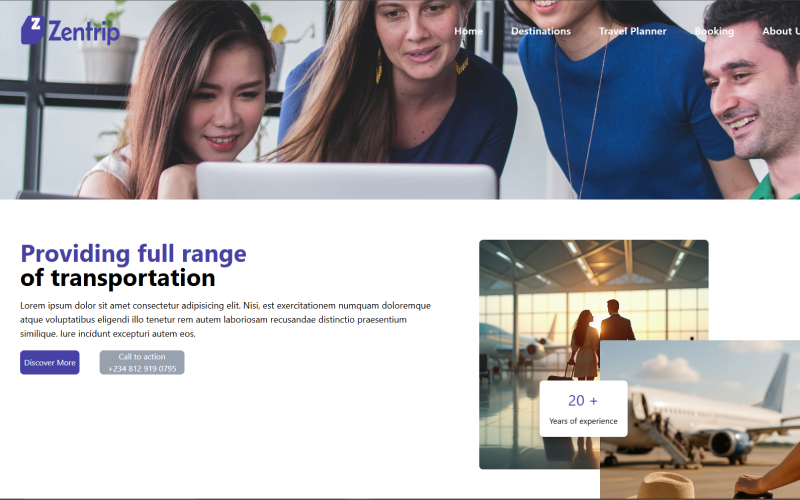 Zentrip
Home Destinations Travel Planner Booking About U
Providing full range
of transportation
Lorem ipsum dolor sit amet consectetur adipisicing elit. Nisi, est exercitationem numquam doloremque
atque voluptatibus eligendi illo tenetur rem autem laboriosam recusandae distinctio praesentium
similique. Iure incidunt excepturi autem eos.
Discover More
Call to action
+234 812 919 0795
20 +
Years of experience